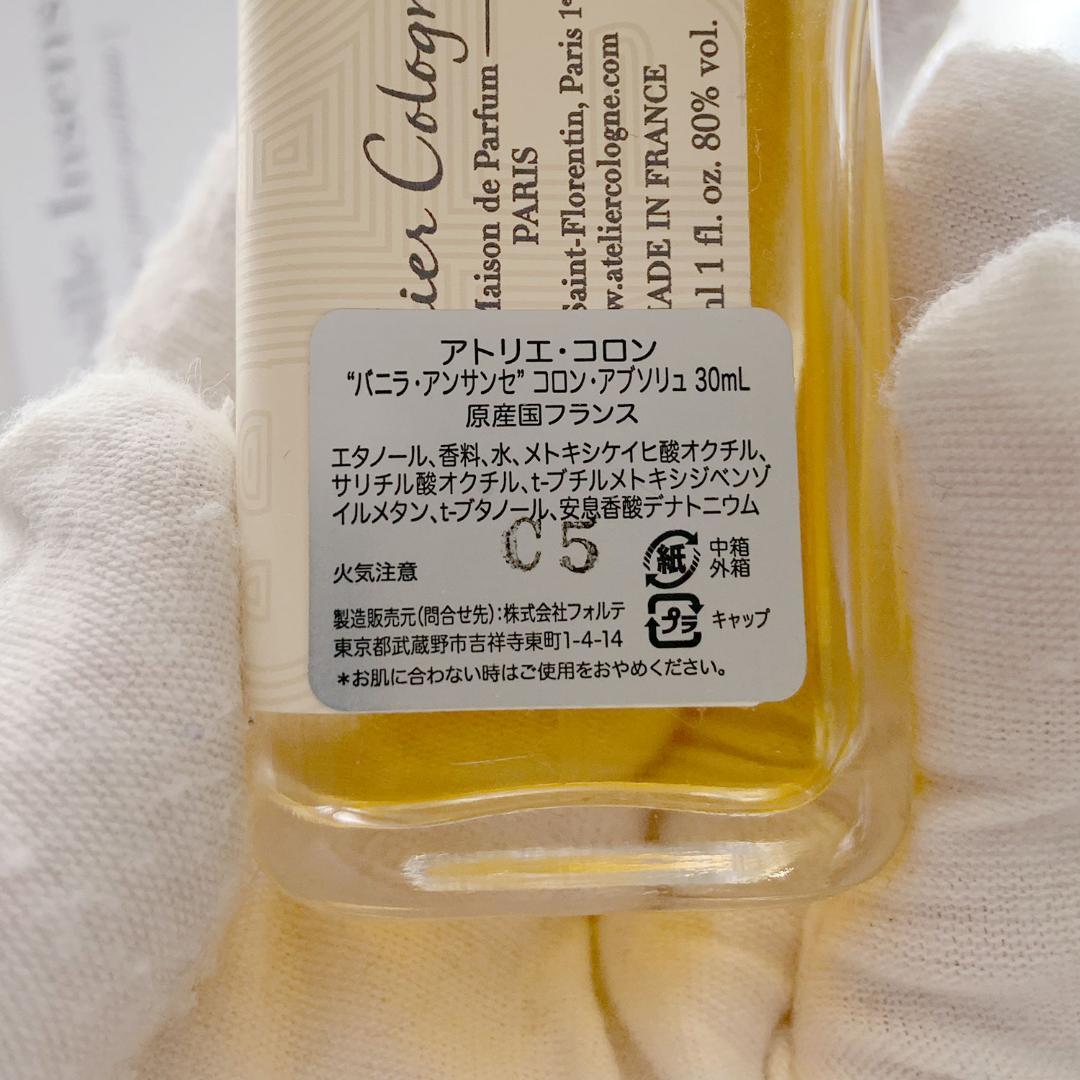 アトリエ・コロン
“バニラ・アンサンセ” コロン・アブソリュ 30mL
原産国フランス
エタノール、香料、水、メトキシケイヒ酸オクチル、
サリチル酸オクチル、t-ブチルメトキシジベンゾ
イルメタン、t-ブタノール、安息香酸デナトニウム
C5
火気注意
紙 中箱
外箱
プラ キャップ
製造販売元(問合せ先):株式会社フォルテ
東京都武蔵野市吉祥寺東町1-4-14
*お肌に合わない時はご使用をおやめください。
Maison de Parfum
PARIS
Saint-Florentin, Paris
.ateliercologne.com
MADE IN FRANCE
1 fl. oz. 80% vol.